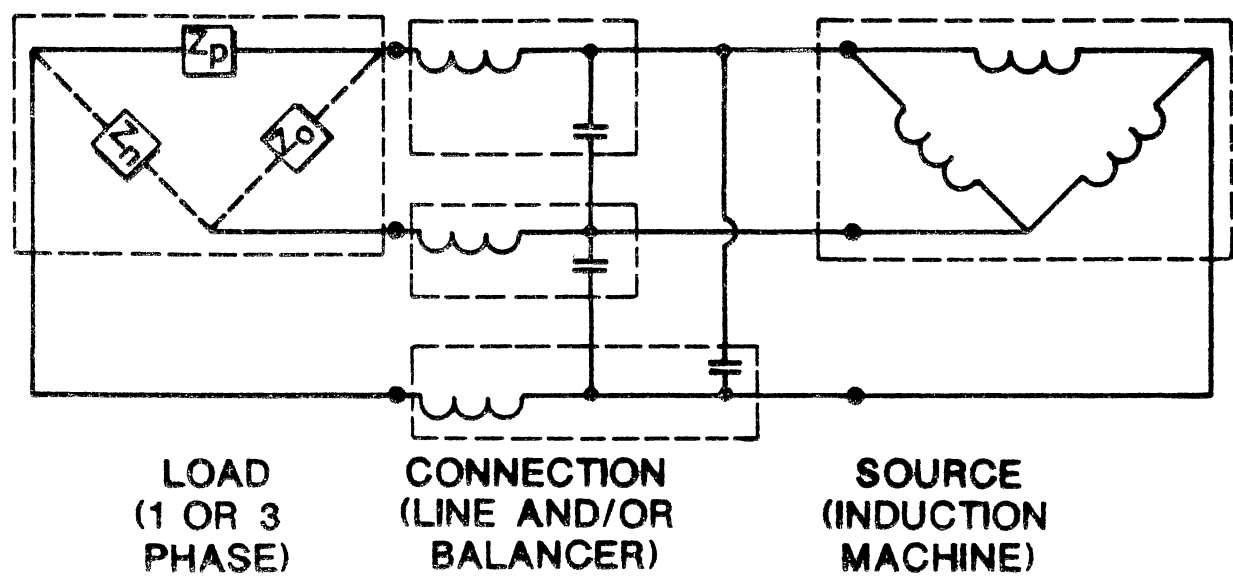 Zp
Zn
Zo
LOAD
(1 OR 3
PHASE)
CONNECTION
(LINE AND/OR
BALANCER)
SOURCE
(INDUCTION
MACHINE)